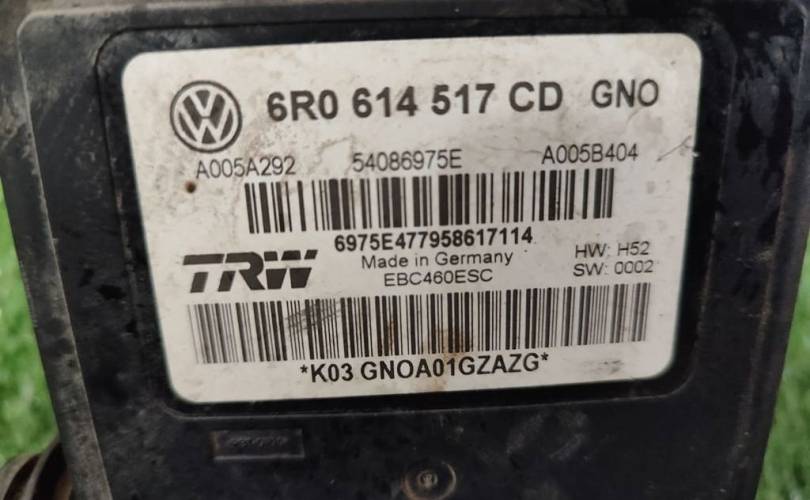 6R0 614 517 CD GNO
A005A292 54086975E A005B404
6975E477958617114
TRW Made in Germany HW: H52
EBC460ESC SW: 0002
*K03 GNOA01GZAZG*